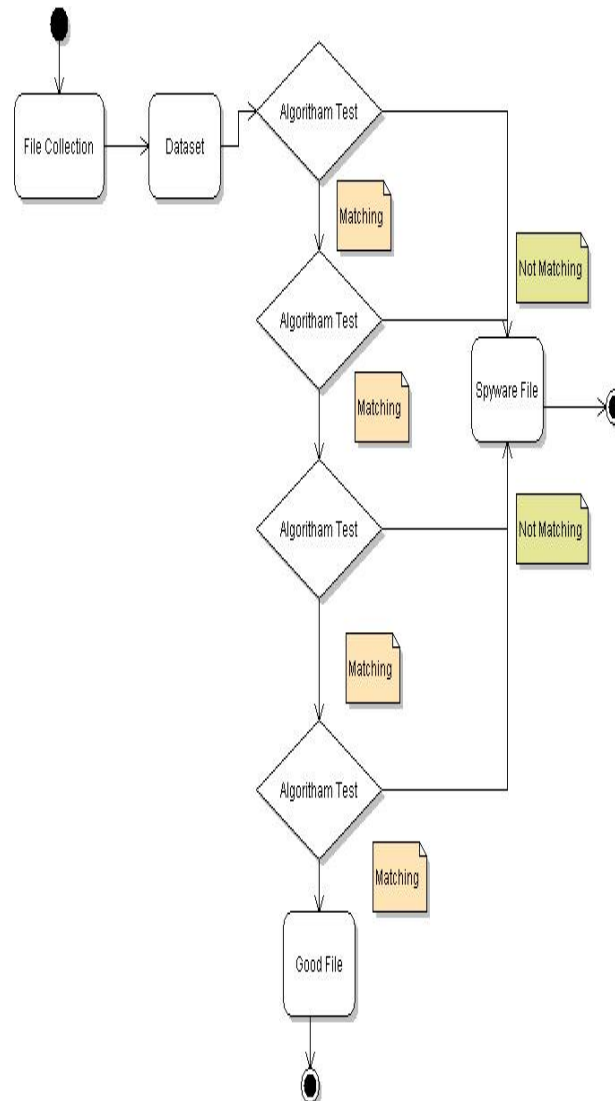 File Collection
Dataset
Algoritham Test
Matching
Not Matching
Algoritham Test
Spyware File
Matching
Algoritham Test
Not Matching
Matching
Algoritham Test
Matching
Good File